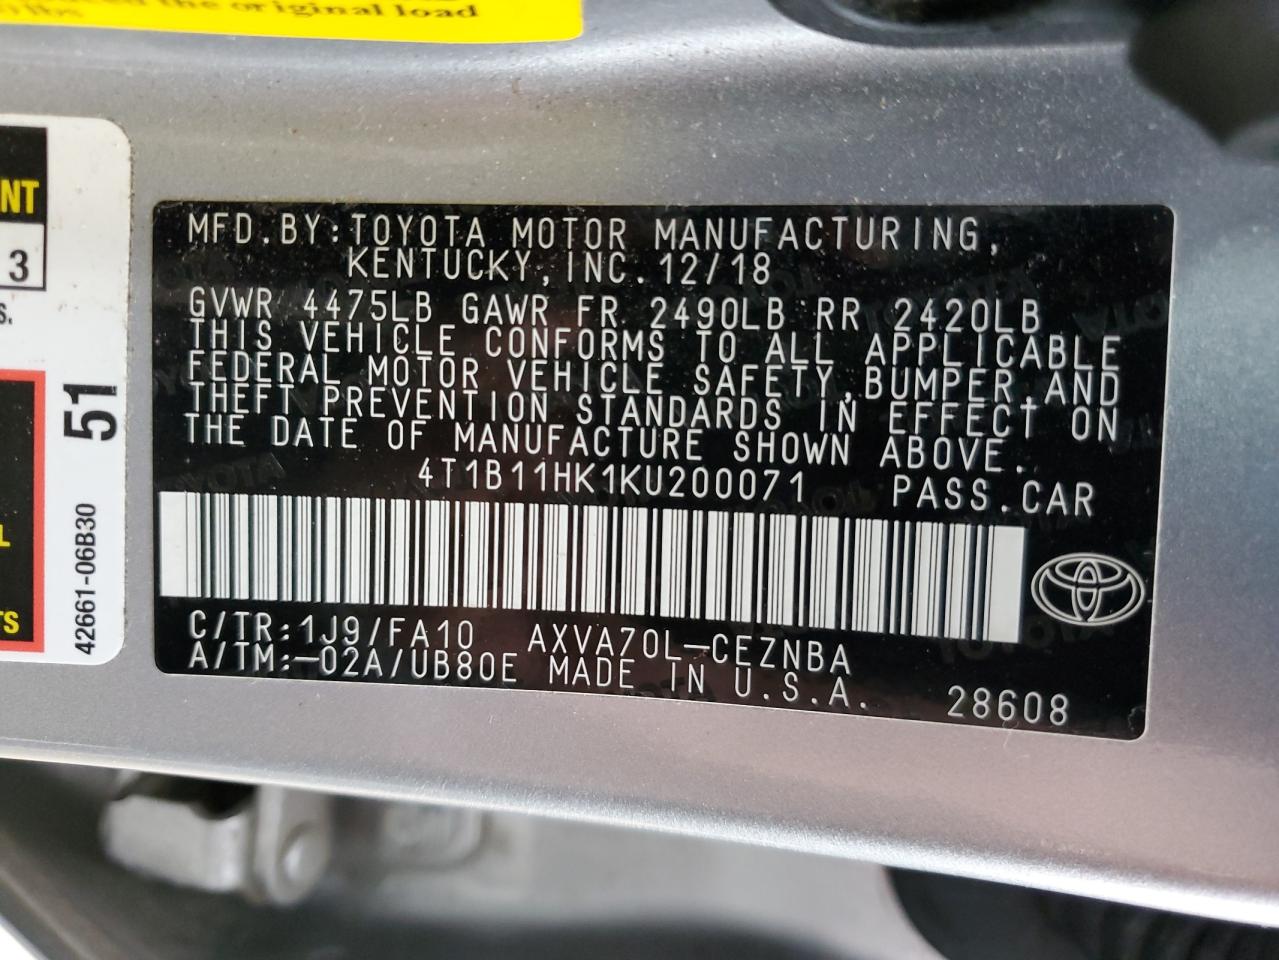 the original load
lbs
NT
3
S.
51
42661-06B30
L
TS
MFD.BY:TOYOTA MOTOR MANUFACTURING,
KENTUCKY, INC. 12/18
GVWR 4475LB GAWR FR 2490LB RR 2420LB
THIS VEHICLE CONFORMS TO ALL APPLICABLE
FEDERAL MOTOR VEHICLE SAFETY,BUMPER,AND
THEFT PREVENTION STANDARDS IN EFFECT ON
THE DATE OF MANUFACTURE SHOWN ABOVE.
4T1B11HK1KU200071 PASS.CAR
C/TR:1J9/FA10 AXVA70L-CEZNBA
A/TM:-02A/UB80E MADE IN U.S.A.
28608